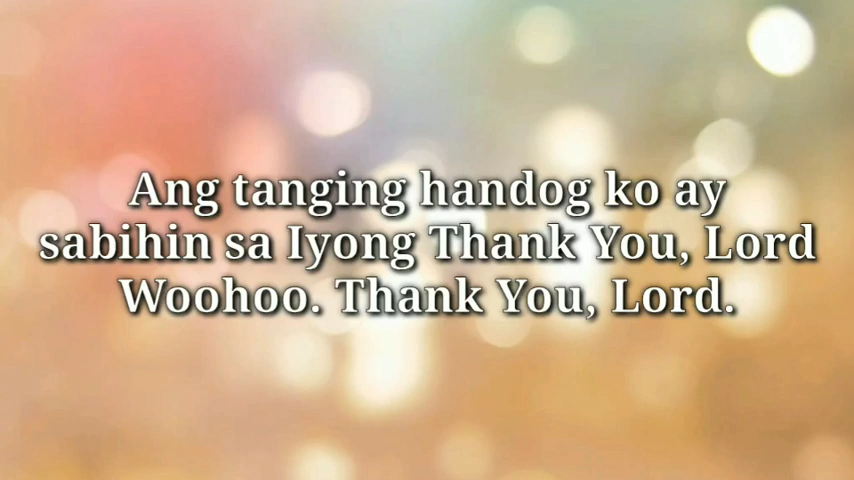 Ang tanging handog ko ay
sabihin sa Iyong Thank You, Lord
Woohoo. Thank You, Lord.